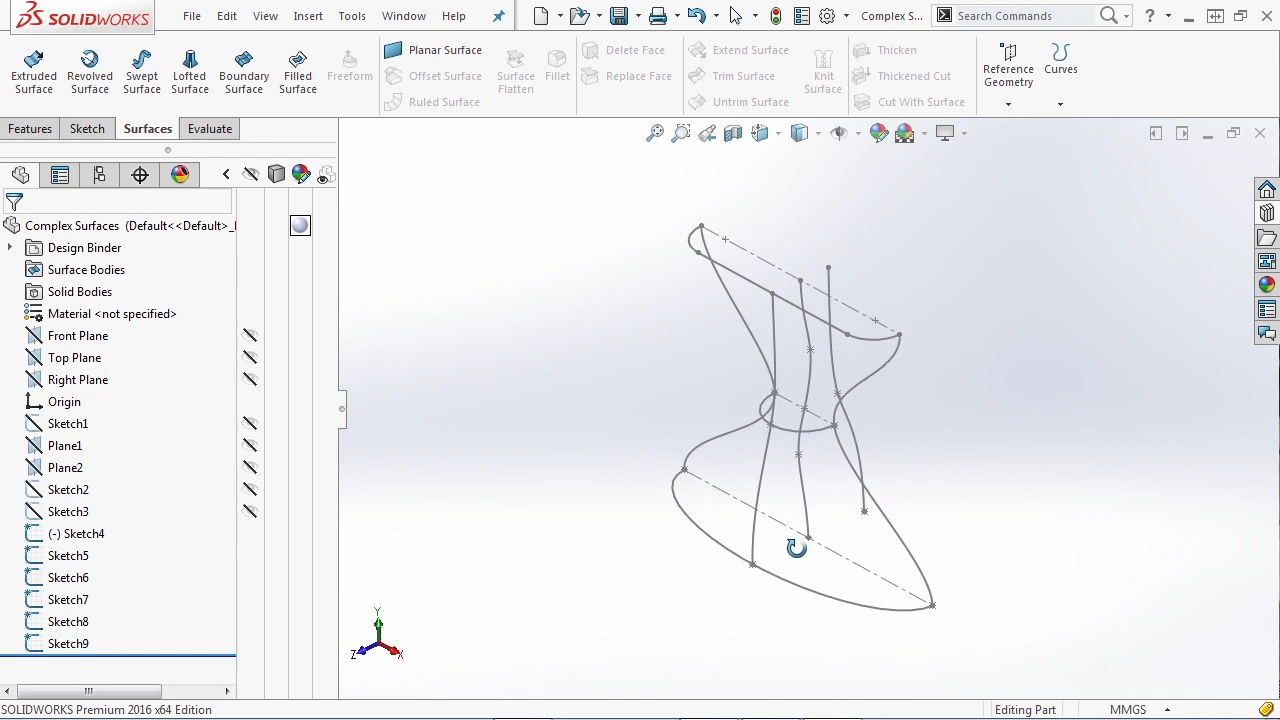 SOLIDWORKS File Edit View Insert Tools Window Help Complex S... Search Commands ?
Extruded Surface Revolved Surface Swept Surface Lofted Surface Boundary Surface Filled Surface Freeform
Planar Surface Offset Surface Ruled Surface Surface Flatten Fillet
Delete Face Replace Face
Extend Surface Trim Surface Untrim Surface Knit Surface
Thicken Thickened Cut Cut With Surface
Reference Geometry Curves
Features Sketch Surfaces Evaluate
Complex Surfaces (Default<<Default>_
Design Binder
Surface Bodies
Solid Bodies
Material <not specified>
Front Plane
Top Plane
Right Plane
Origin
Sketch1
Plane1
Plane2
Sketch2
Sketch3
(-) Sketch4
Sketch5
Sketch6
Sketch7
Sketch8
Sketch9
Y
Z X
SOLIDWORKS Premium 2016 x64 Edition Editing Part MMGS